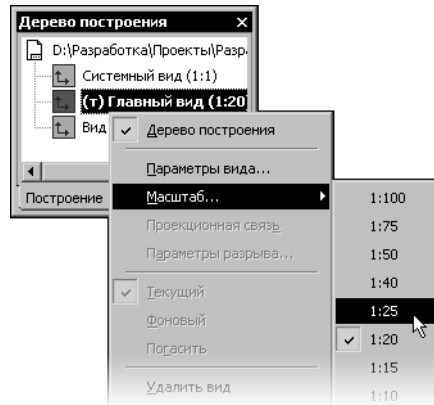 Дерево построения
D:\Разработка\Проекты\Разр
Системный вид (1:1)
(т) Главный вид (1:20
Вид
Дерево построения
Параметры вида...
Построение
Масштаб...
1:100
Проекционная связь
1:75
Параметры разрыва...
1:50
1:40
Текущий
1:25
Фоновый
1:20
Погасить
1:15
Удалить вид
1:10